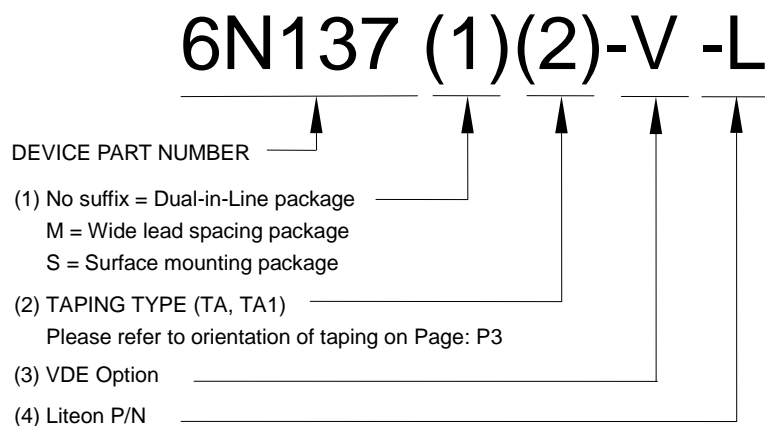 6N137 (1)(2)-V -L
DEVICE PART NUMBER
(1) No suffix = Dual-in-Line package
M = Wide lead spacing package
S = Surface mounting package
(2) TAPING TYPE (TA, TA1)
Please refer to orientation of taping on Page: P3
(3) VDE Option
(4) Liteon P/N